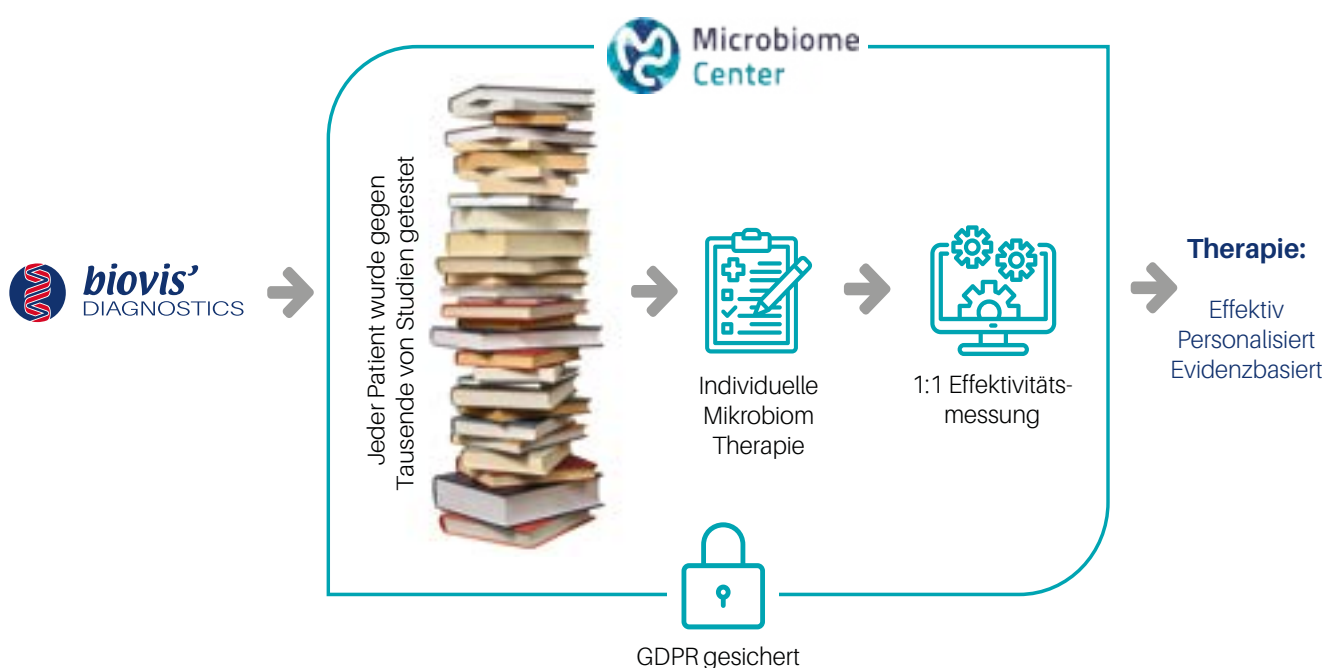 Microbiome
Center
biovis’
DIAGNOSTICS
Jeder Patient wurde gegen
Tausende von Studien getestet
Individuelle
Mikrobiom
Therapie
1:1 Effektivitäts-
messung
Therapie:
Effektiv
Personalisiert
Evidenzbasiert
GDPR gesichert